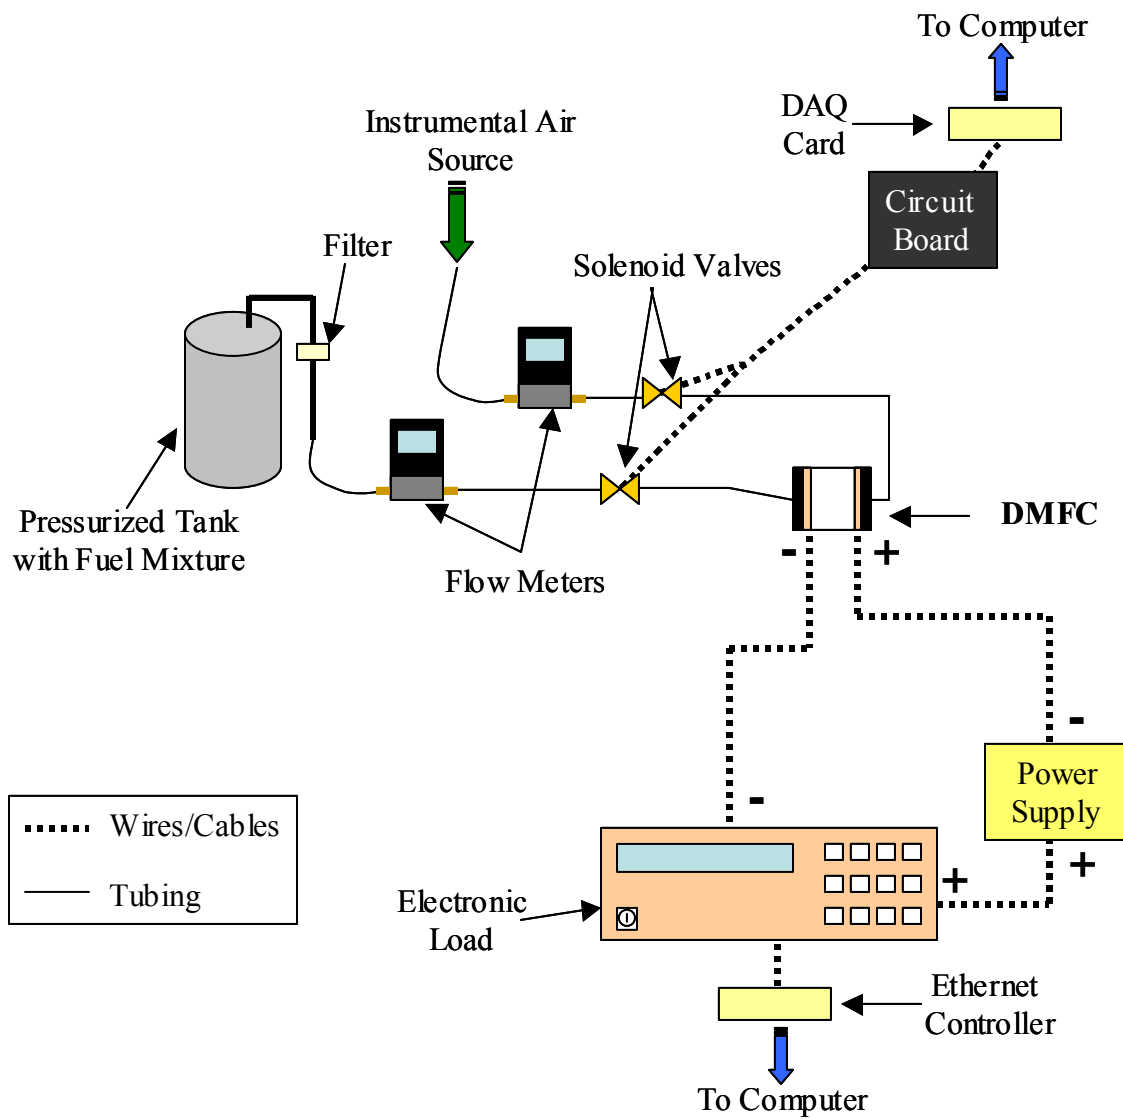 To Computer
DAQ
Card
Instrumental Air
Source
Circuit
Board
Filter
Solenoid Valves
Pressurized Tank
with Fuel Mixture
DMFC
-
+
Flow Meters
-
Power
Supply
-
+
+
Wires/Cables
Tubing
Electronic
Load
Ethernet
Controller
To Computer